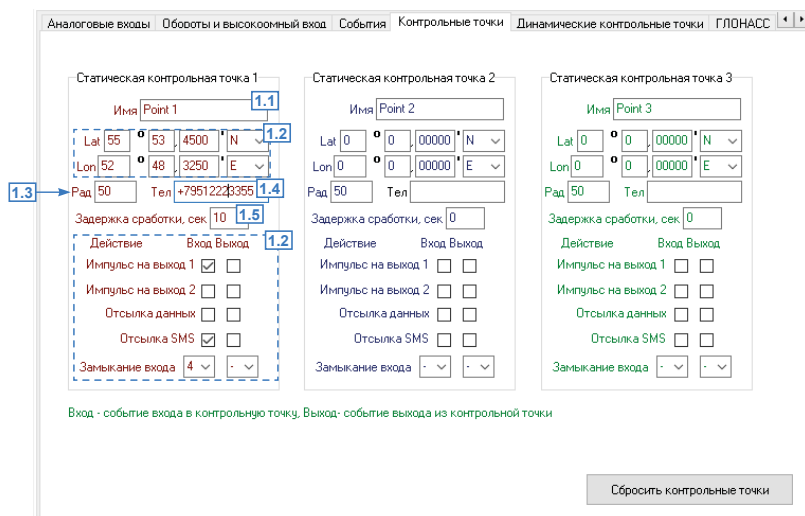 Аналоговые входы Обороты и высокоомный вход События Контрольные точки Динамические контрольные точки ГЛОНАСС
Статическая контрольная точка 1
Имя Point 1
1.1
Lat 55 ° 53 , 4500 ' N
1.2
Lon 52 ° 48 , 3250 ' E
1.3
Рад 50 Тел +79512223355
1.4
Задержка сработки, сек 10
1.5
1.2
Действие Вход Выход
Импульс на выход 1
Импульс на выход 2
Отсылка данных
Отсылка SMS
Замыкание входа 4 -
Статическая контрольная точка 2
Имя Point 2
Lat 0 ° 0 , 00000 ' N
Lon 0 ° 0 , 00000 ' E
Рад 50 Тел
Задержка сработки, сек 0
Действие Вход Выход
Импульс на выход 1
Импульс на выход 2
Отсылка данных
Отсылка SMS
Замыкание входа - -
Статическая контрольная точка 3
Имя Point 3
Lat 0 ° 0 , 00000 ' N
Lon 0 ° 0 , 00000 ' E
Рад 50 Тел
Задержка сработки, сек 0
Действие Вход Выход
Импульс на выход 1
Импульс на выход 2
Отсылка данных
Отсылка SMS
Замыкание входа - -
Вход - событие входа в контрольную точку, Выход- событие выхода из контрольной точки
Сбросить контрольные точки